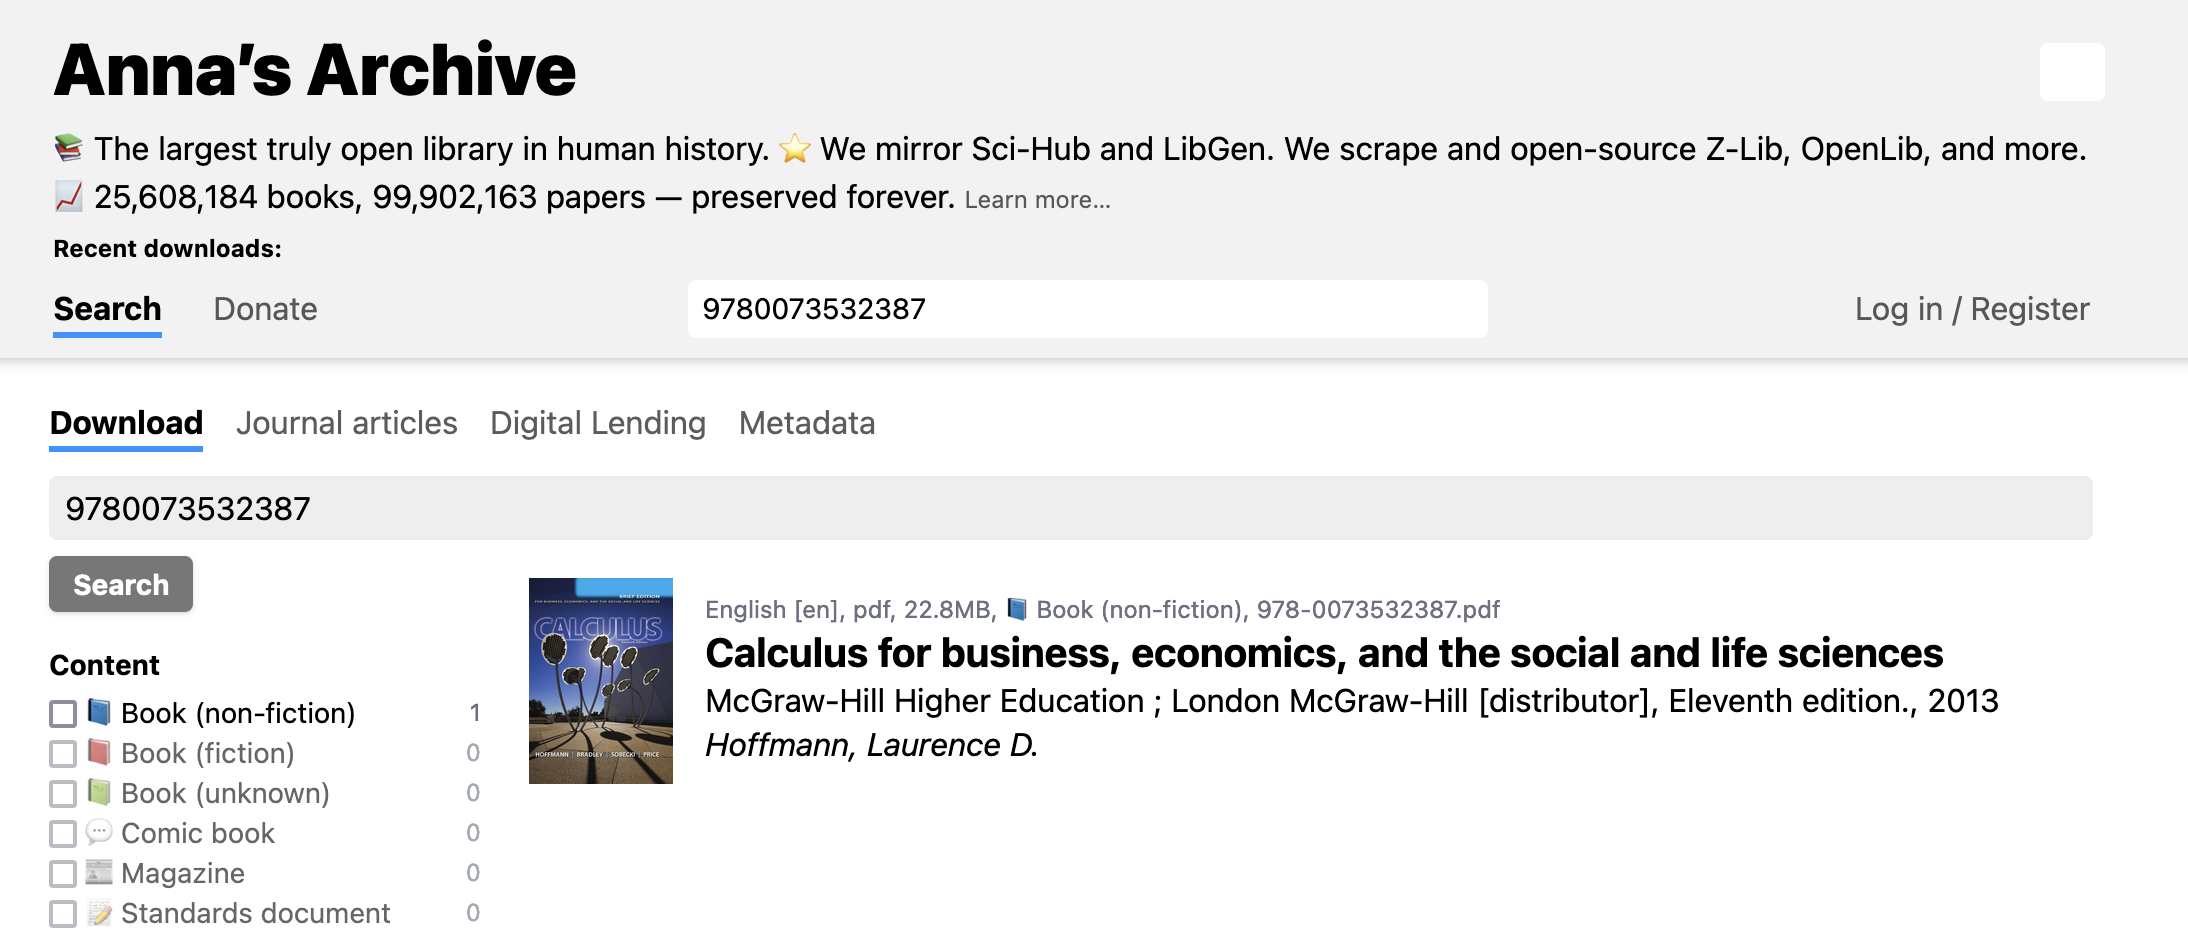 Anna’s Archive
📚 The largest truly open library in human history. ⭐ We mirror Sci-Hub and LibGen. We scrape and open-source Z-Lib, OpenLib, and more.
📈 25,608,184 books, 99,902,163 papers — preserved forever. Learn more...
Recent downloads:
Search Donate 9780073532387 Log in / Register
Download Journal articles Digital Lending Metadata
9780073532387
Search
BRIEF EDITION
FOR BUSINESS, ECONOMICS, AND THE SOCIAL AND LIFE SCIENCES
CALCULUS
HOFFMANN | BRADLEY | SOBECKI | PRICE
English [en], pdf, 22.8MB, 📘 Book (non-fiction), 978-0073532387.pdf
Calculus for business, economics, and the social and life sciences
McGraw-Hill Higher Education ; London McGraw-Hill [distributor], Eleventh edition., 2013
Hoffmann, Laurence D.
Content
📘 Book (non-fiction) 1
📕 Book (fiction) 0
📗 Book (unknown) 0
💬 Comic book 0
📰 Magazine 0
📝 Standards document 0